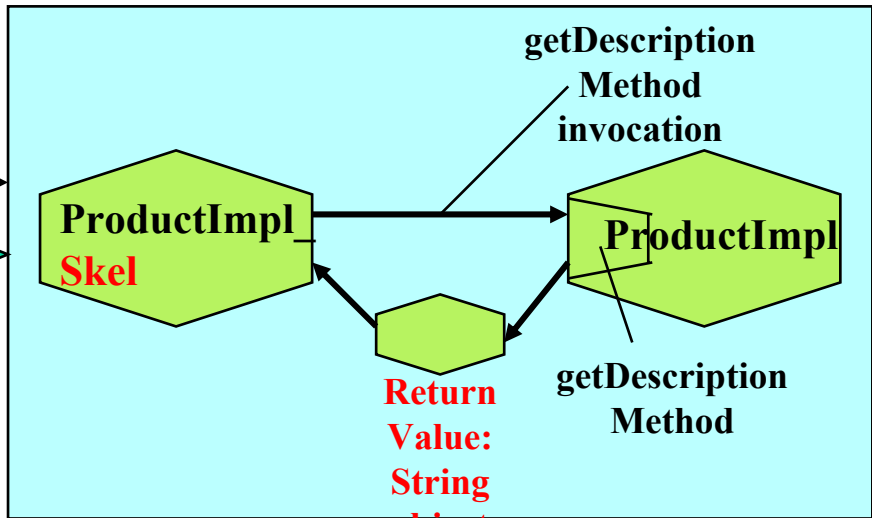 getDescription
Method
invocation
ProductImpl_
Skel
ProductImpl
getDescription
Method
Return
Value:
String